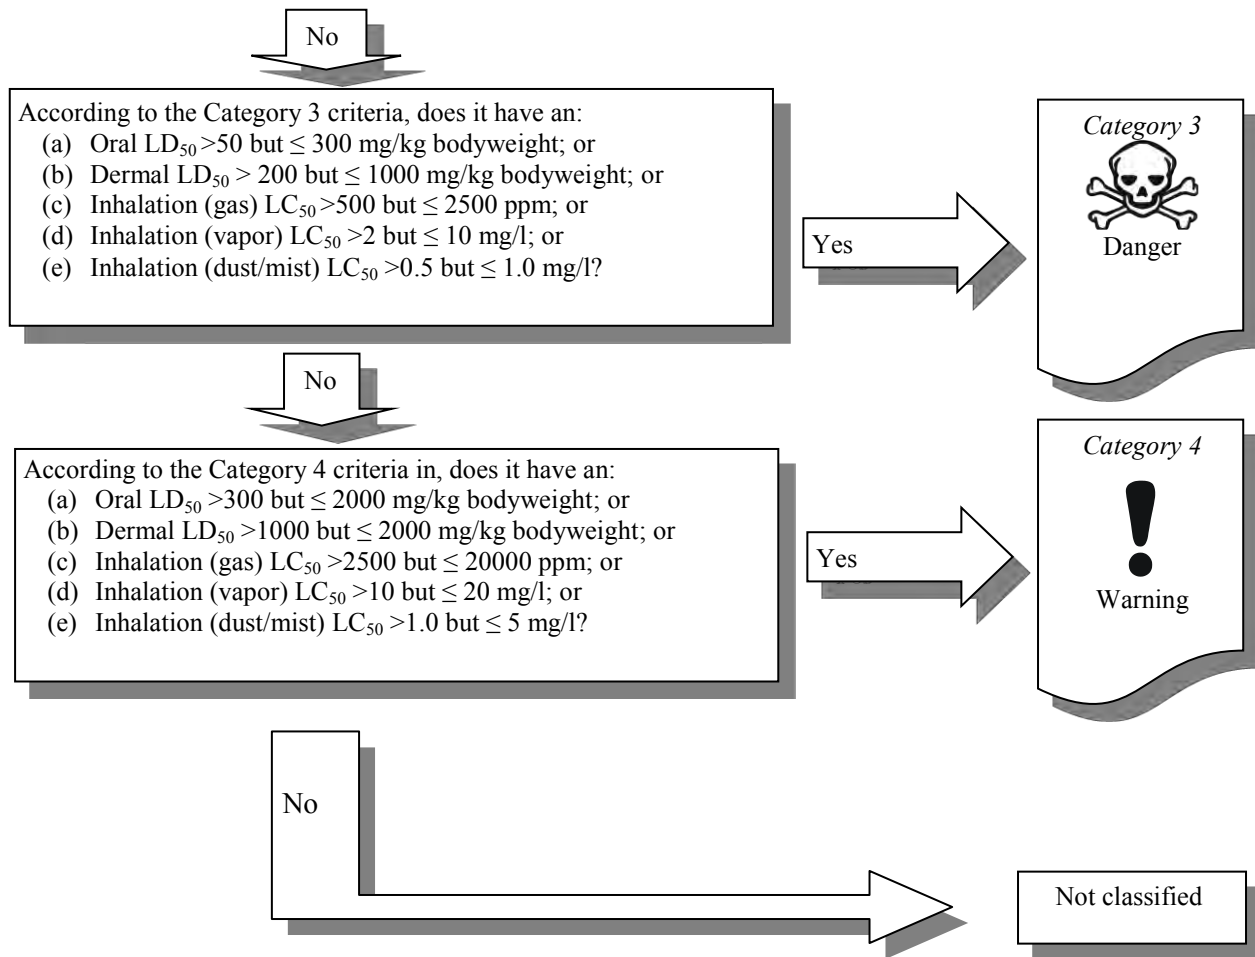 No
According to the Category 3 criteria, does it have an:
(a) Oral LD50 >50 but ≤ 300 mg/kg bodyweight; or
(b) Dermal LD50 > 200 but ≤ 1000 mg/kg bodyweight; or
(c) Inhalation (gas) LC50 >500 but ≤ 2500 ppm; or
(d) Inhalation (vapor) LC50 >2 but ≤ 10 mg/l; or
(e) Inhalation (dust/mist) LC50 >0.5 but ≤ 1.0 mg/l?
Yes
Category 3
Danger
No
According to the Category 4 criteria in, does it have an:
(a) Oral LD50 >300 but ≤ 2000 mg/kg bodyweight; or
(b) Dermal LD50 >1000 but ≤ 2000 mg/kg bodyweight; or
(c) Inhalation (gas) LC50 >2500 but ≤ 20000 ppm; or
(d) Inhalation (vapor) LC50 >10 but ≤ 20 mg/l; or
(e) Inhalation (dust/mist) LC50 >1.0 but ≤ 5 mg/l?
Yes
Category 4
Warning
No
Not classified